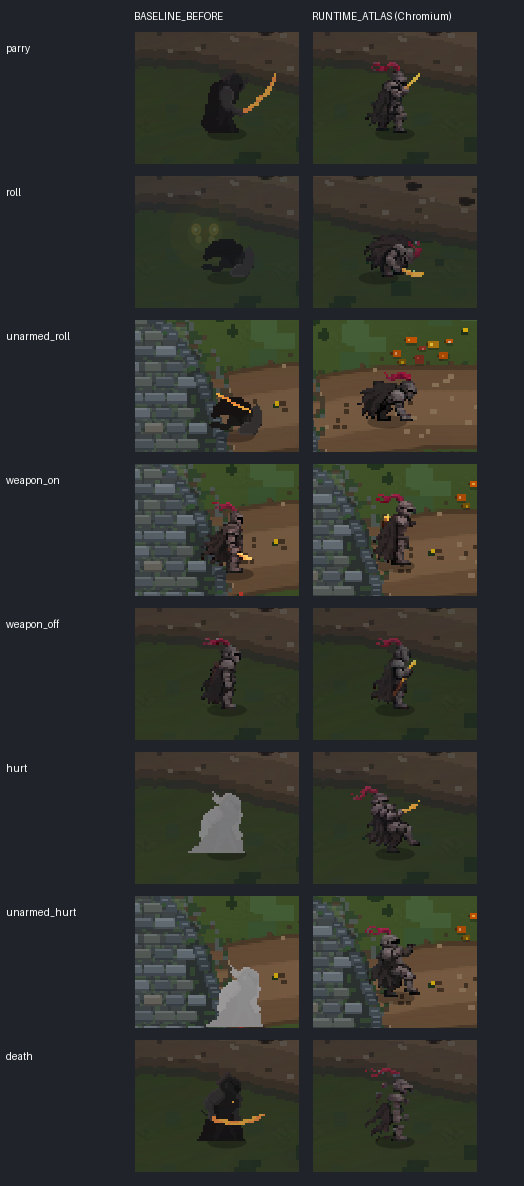 BASELINE_BEFORE RUNTIME_ATLAS (Chromium)
parry
roll
unarmed_roll
weapon_on
weapon_off
hurt
unarmed_hurt
death